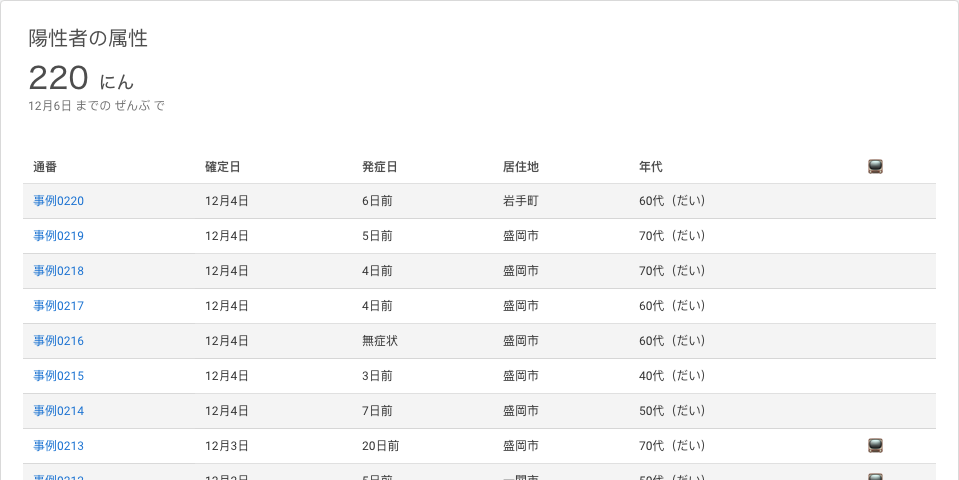 陽性者の属性
220 にん
12月6日 までの ぜんぶ で
通番 確定日 発症日 居住地 年代
事例0220 12月4日 6日前 岩手町 60代（だい）
事例0219 12月4日 5日前 盛岡市 70代（だい）
事例0218 12月4日 4日前 盛岡市 70代（だい）
事例0217 12月4日 4日前 盛岡市 60代（だい）
事例0216 12月4日 無症状 盛岡市 60代（だい）
事例0215 12月4日 3日前 盛岡市 40代（だい）
事例0214 12月4日 7日前 盛岡市 50代（だい）
事例0213 12月3日 20日前 盛岡市 70代（だい）